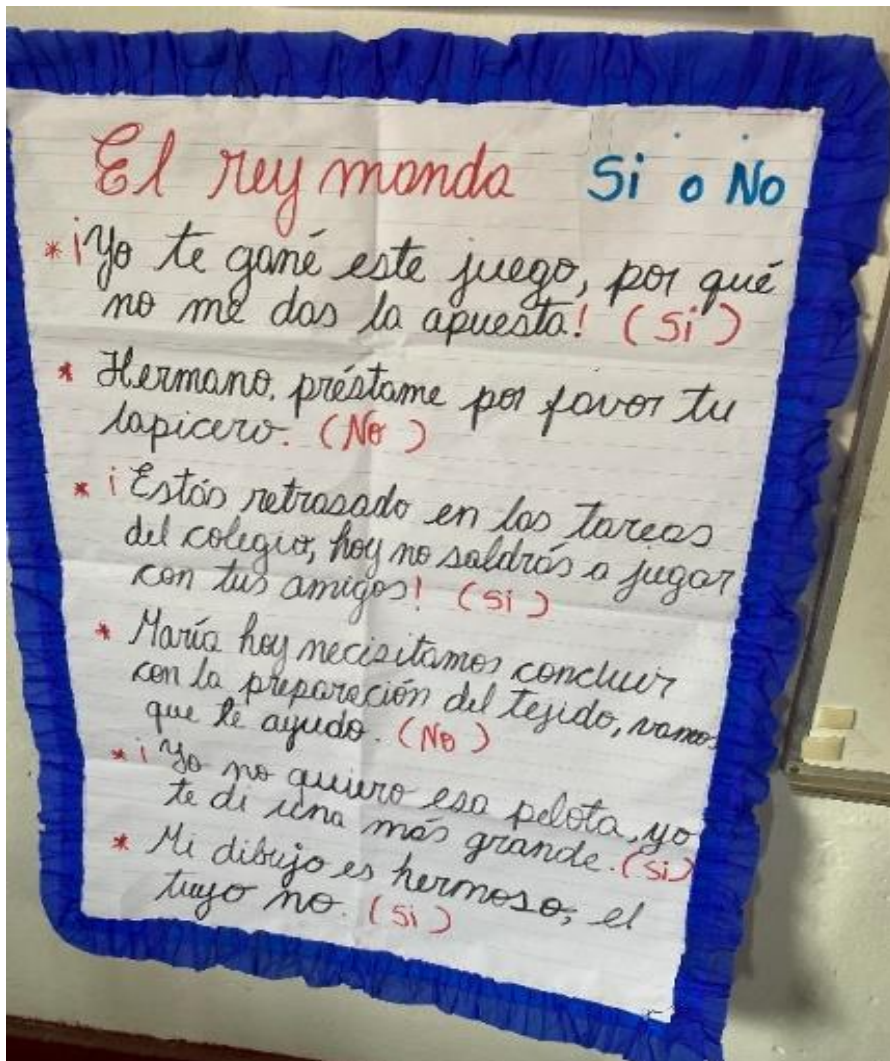 El rey manda Si o No
* ¡Yo te gané este juego, por qué
no me das la apuesta! (Si)
* Hermano, préstame por favor tu
lapicero. (No)
* ¡Estás retrasado en las tareas
del colegio, hoy no saldrás a jugar
con tus amigos! (Si)
* María hoy necisitamos concluir
con la preparación del tejido, vamos
que te ayudo. (No)
* ¡Yo no quiero esa pelota, yo
te di una más grande. (Si)
* Mi dibujo es hermoso, el
tuyo no. (Si)